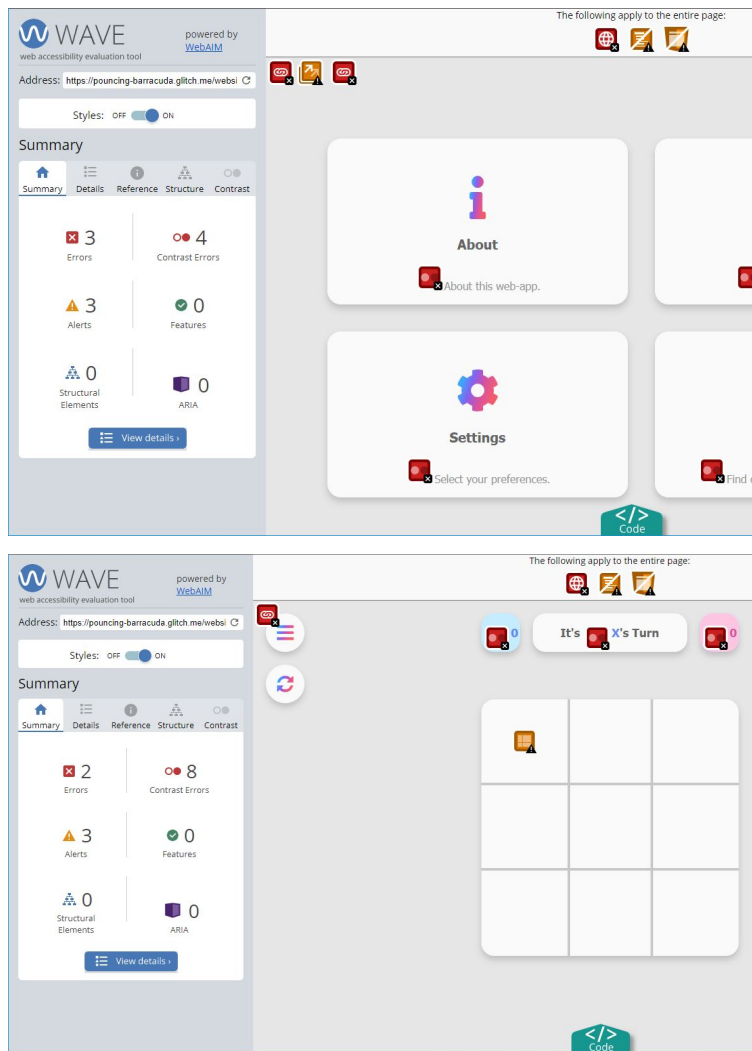 WAVE
web accessibility evaluation tool
powered by
WebAIM
Address: https://pouncing-barracuda.glitch.me/websi
Styles: OFF ON
Summary
Summary Details Reference Structure Contrast
3
Errors
4
Contrast Errors
3
Alerts
0
Features
0
Structural
Elements
0
ARIA
View details ›
The following apply to the entire page:
About
About this web-app.
Settings
Select your preferences.
Find
</>
Code
WAVE
web accessibility evaluation tool
powered by
WebAIM
Address: https://pouncing-barracuda.glitch.me/websi
Styles: OFF ON
Summary
Summary Details Reference Structure Contrast
2
Errors
8
Contrast Errors
3
Alerts
0
Features
0
Structural
Elements
0
ARIA
View details ›
The following apply to the entire page:
0 It's X's Turn 0
</>
Code